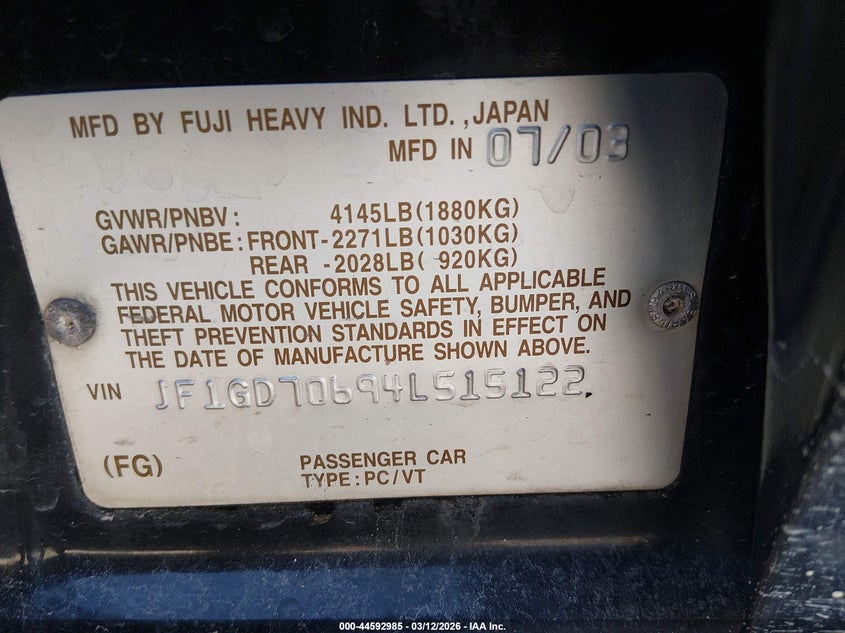 MFD BY FUJI HEAVY IND. LTD.,JAPAN
MFD IN 07/03
GVWR/PNBV: 4145LB(1880KG)
GAWR/PNBE:FRONT-2271LB(1030KG)
REAR -2028LB( 920KG)
THIS VEHICLE CONFORMS TO ALL APPLICABLE
FEDERAL MOTOR VEHICLE SAFETY, BUMPER, AND
THEFT PREVENTION STANDARDS IN EFFECT ON
THE DATE OF MANUFACTURE SHOWN ABOVE.
VIN JF1GD70694L515122
(FG) PASSENGER CAR
TYPE:PC/VT
000-44592985 - 03/12/2026 - IAA Inc.